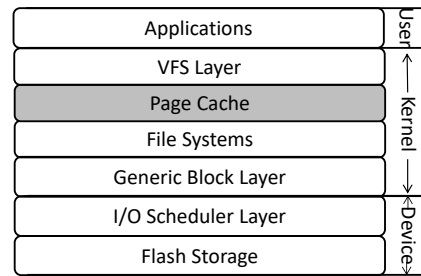 Applications
VFS Layer
Page Cache
File Systems
Generic Block Layer
I/O Scheduler Layer
Flash Storage
User
Kernel
Device